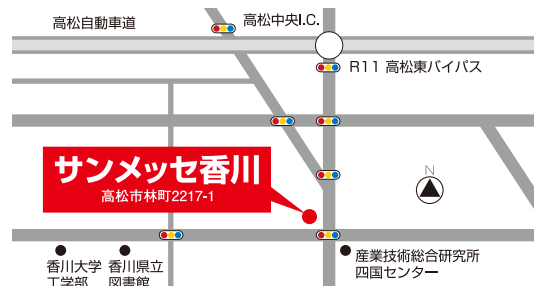 高松自動車道
高松中央I.C.
R11 高松東バイパス
サンメッセ香川
高松市林町2217-1
N
香川大学
工学部
香川県立
図書館
産業技術総合研究所
四国センター